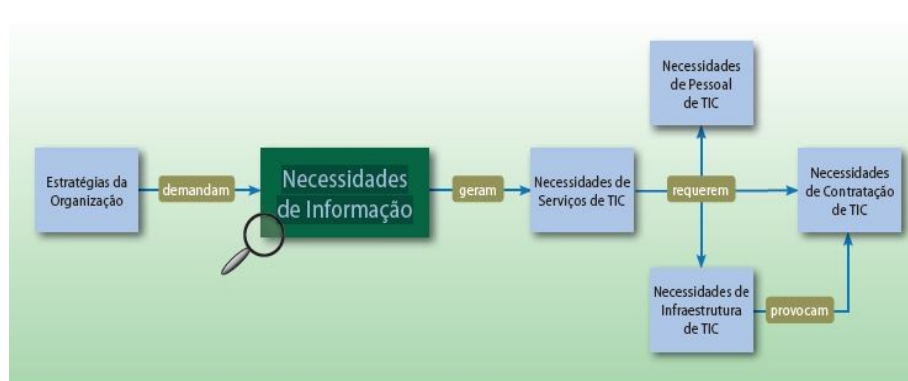 Necessidades
de Pessoal
de TIC
Estratégias da
Organização
demandam
Necessidades
de Informação
geram
Necessidades de
Serviços de TIC
requerem
Necessidades
de Contratação
de TIC
Necessidades de
Infraestrutura
de TIC
provocam